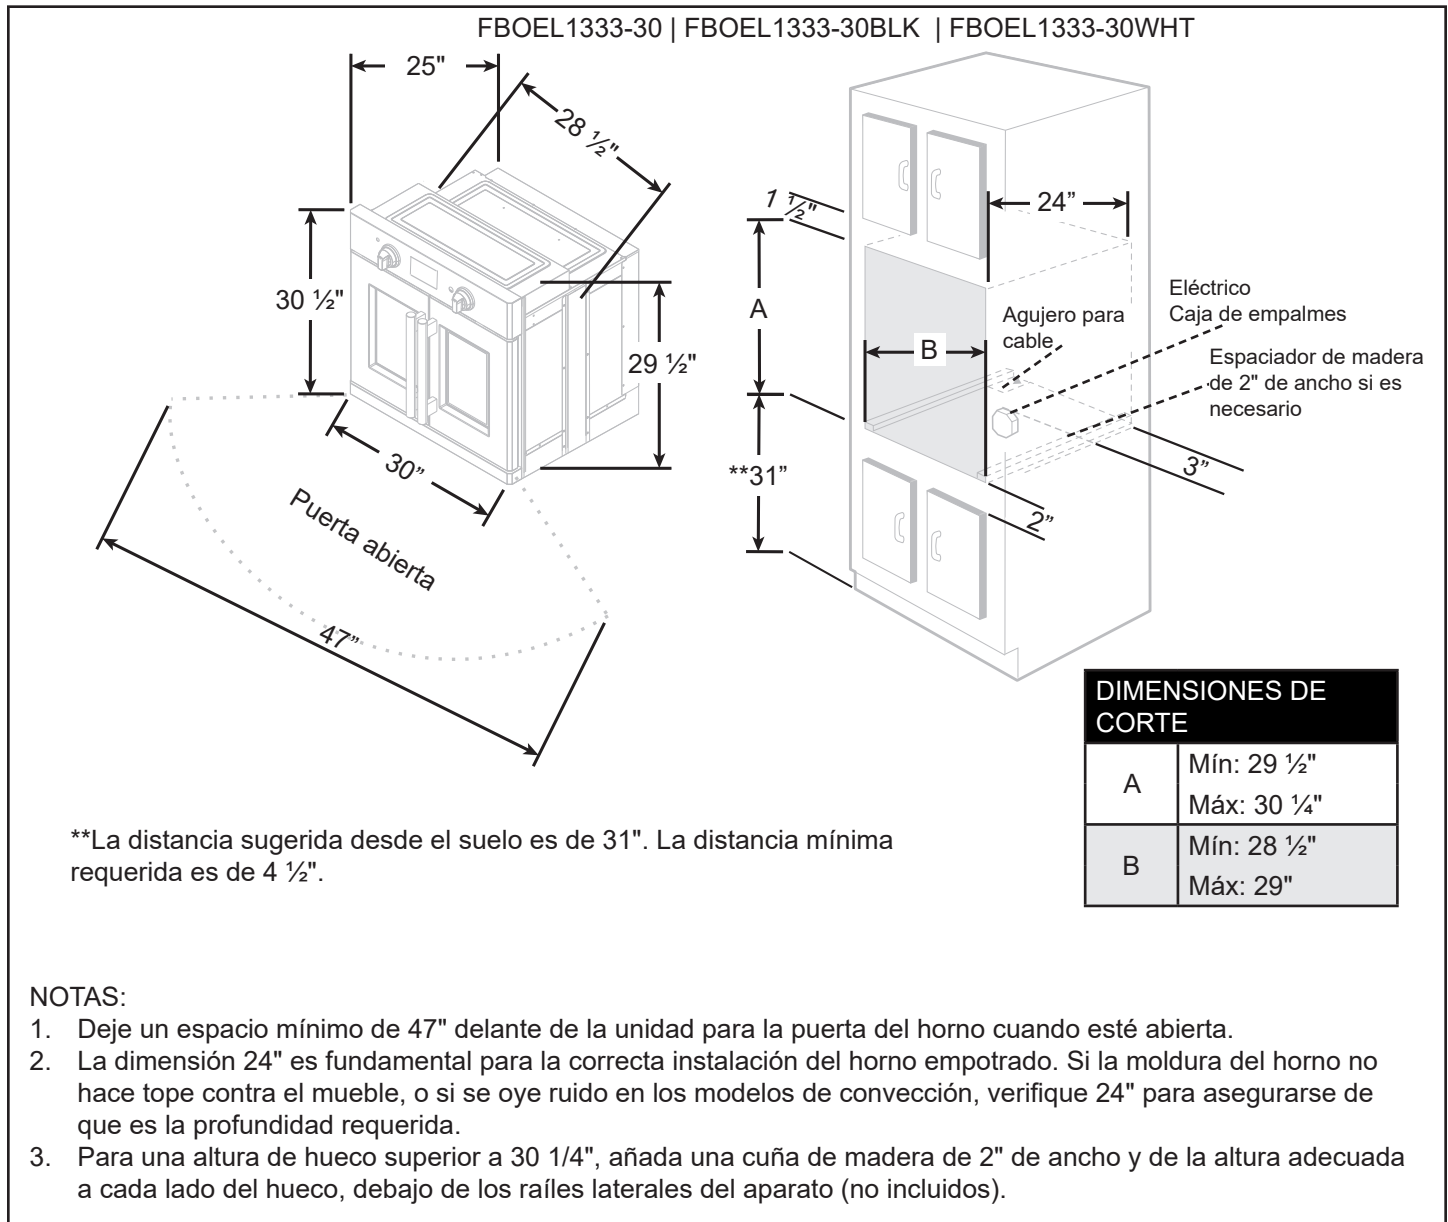 FBOEL1333-30 | FBOEL1333-30BLK | FBOEL1333-30WHT
25"
28 ½"
30 ½"
29 ½"
30”
Puerta abierta
47”
1 ½"
24”
A
B
Agujero para
cable
Eléctrico
Caja de empalmes
Espaciador de madera
de 2" de ancho si es
necesario
**31”
3”
2”
DIMENSIONES DE
CORTE
A
Mín: 29 ½"
Máx: 30 ¼"
B
Mín: 28 ½"
Máx: 29"
**La distancia sugerida desde el suelo es de 31". La distancia mínima
requerida es de 4 ½".
NOTAS:
1. Deje un espacio mínimo de 47" delante de la unidad para la puerta del horno cuando esté abierta.
2. La dimensión 24" es fundamental para la correcta instalación del horno empotrado. Si la moldura del horno no
hace tope contra el mueble, o si se oye ruido en los modelos de convección, verifique 24" para asegurarse de
que es la profundidad requerida.
3. Para una altura de hueco superior a 30 1/4", añada una cuña de madera de 2" de ancho y de la altura adecuada
a cada lado del hueco, debajo de los raíles laterales del aparato (no incluidos).